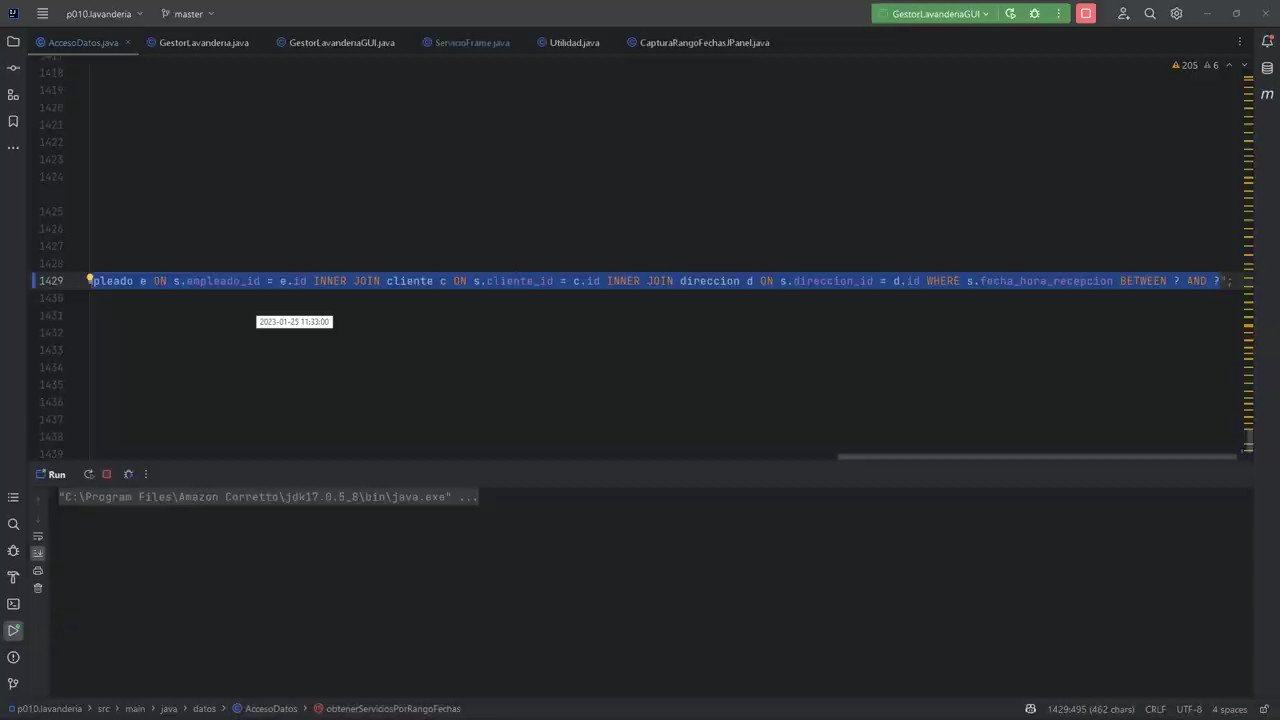 p010.lavanderia
master
GestorLavanderiaGUI
AccesoDatos.java
GestorLavanderia.java
GestorLavanderiaGUI.java
ServicioFrame.java
Utilidad.java
CapturaRangoFechasJPanel.java
1417
205
6
1418
1419
1420
1421
1422
1423
1424
1425
1426
1427
1428
1429 pleado e ON s.empleado_id = e.id INNER JOIN cliente c ON s.cliente_id = c.id INNER JOIN direccion d ON s.direccion_id = d.id WHERE s.fecha_hora_recepcion BETWEEN ? AND ?";
1430
2023-01-25 11:33:00
1431
1432
1433
1434
1435
1436
1437
1438
1439
Run
"C:\Program Files\Amazon Corretto\jdk17.0.5_8\bin\java.exe" ...
p010.lavanderia > src > main > java > datos > AccesoDatos > obtenerServiciosPorRangoFechas
1429:495 (462 chars)
CRLF
UTF-8
4 spaces